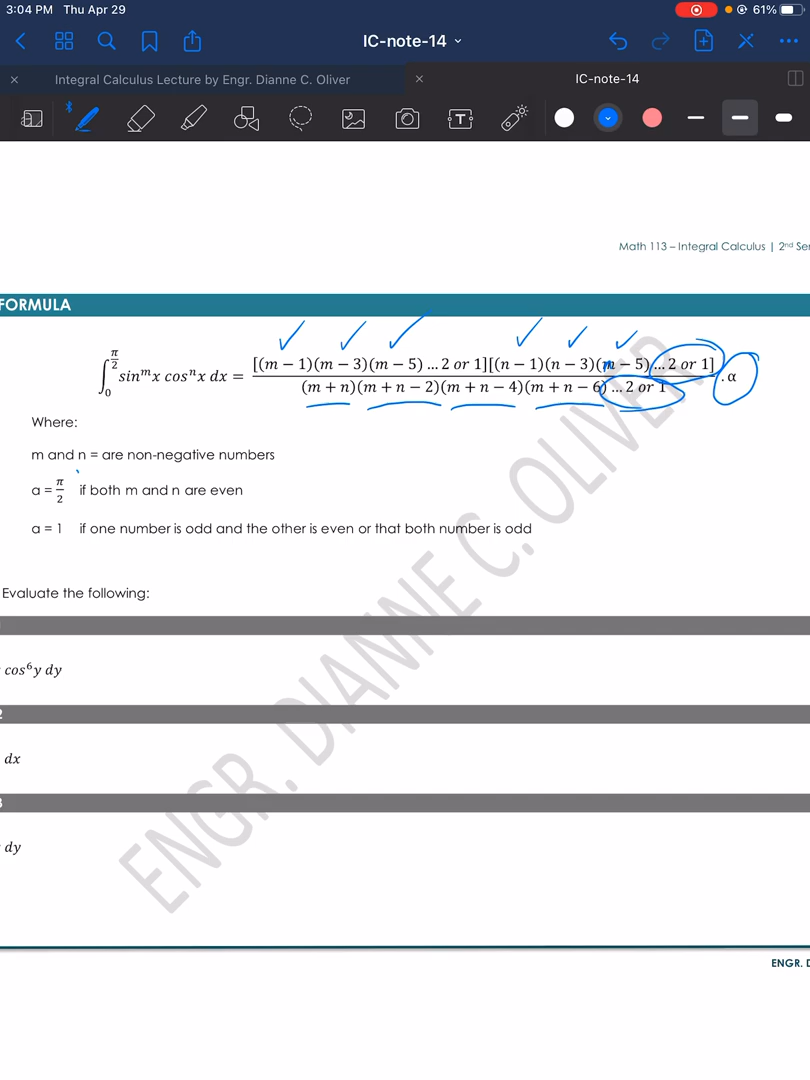 3:04 PM Thu Apr 29 61%
IC-note-14
Integral Calculus Lecture by Engr. Dianne C. Oliver IC-note-14
T
Math 113 – Integral Calculus | 2nd Se
FORMULA
∫₀^(π/2) sinᵐx cosⁿx dx = [(m − 1)(m − 3)(m − 5) ... 2 or 1][(n − 1)(n − 3)(m − 5) ... 2 or 1] / (m + n)(m + n − 2)(m + n − 4)(m + n − 6) ... 2 or 1 . α
Where:
m and n = are non-negative numbers
a = π/2 if both m and n are even
a = 1 if one number is odd and the other is even or that both number is odd
Evaluate the following:
cos⁶y dy
2
dx
3
dy
ENGR. DIANNE C. OLIVER
ENGR.